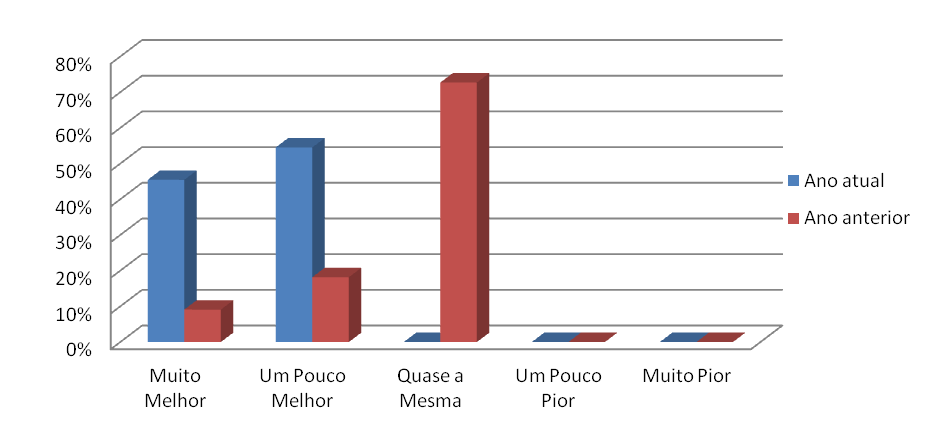 80%
70%
60%
50%
40%
30%
20%
10%
0%
Muito
Melhor
Um Pouco
Melhor
Quase a
Mesma
Um Pouco
Pior
Muito Pior
Ano atual
Ano anterior